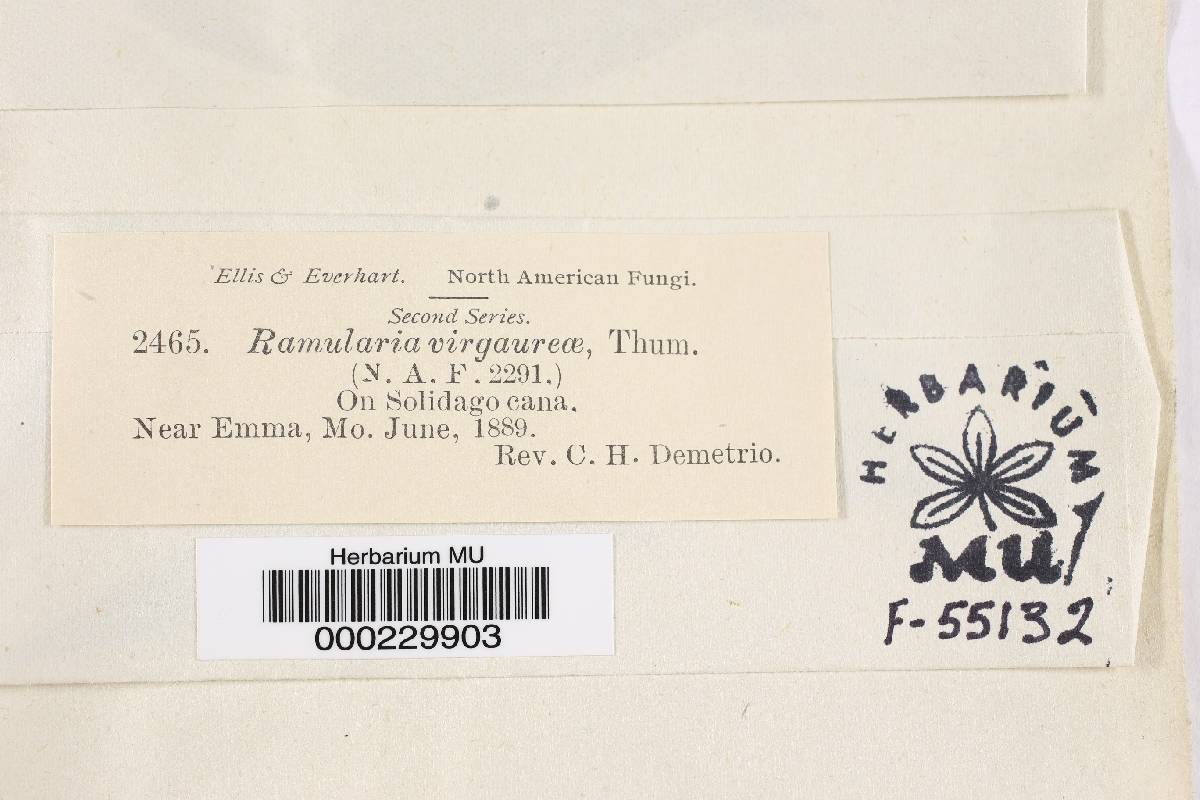 Ellis & Everhart. North American Fungi.
Second Series.
2465. Ramularia virgaureæ, Thum.
(N. A. F. 2291.)
On Solidago cana.
Near Emma, Mo. June, 1889.
Rev. C. H. Demetrio.
HERBARIUM
MU
F-55132
Herbarium MU
000229903